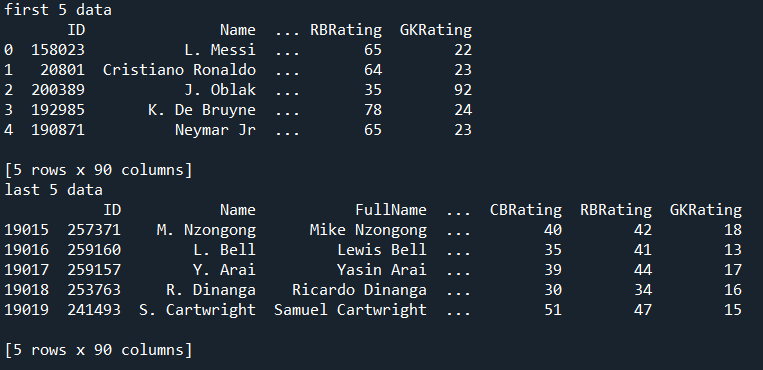 first 5 data
ID Name ... RBRating GKRating
0 158023 L. Messi ... 65 22
1 20801 Cristiano Ronaldo ... 64 23
2 200389 J. Oblak ... 35 92
3 192985 K. De Bruyne ... 78 24
4 190871 Neymar Jr ... 65 23
[5 rows x 90 columns]
last 5 data
ID Name FullName ... CBRating RBRating GKRating
19015 257371 M. Nzongong Mike Nzongong ... 40 42 18
19016 259160 L. Bell Lewis Bell ... 35 41 13
19017 259157 Y. Arai Yasin Arai ... 39 44 17
19018 253763 R. Dinanga Ricardo Dinanga ... 30 34 16
19019 241493 S. Cartwright Samuel Cartwright ... 51 47 15
[5 rows x 90 columns]